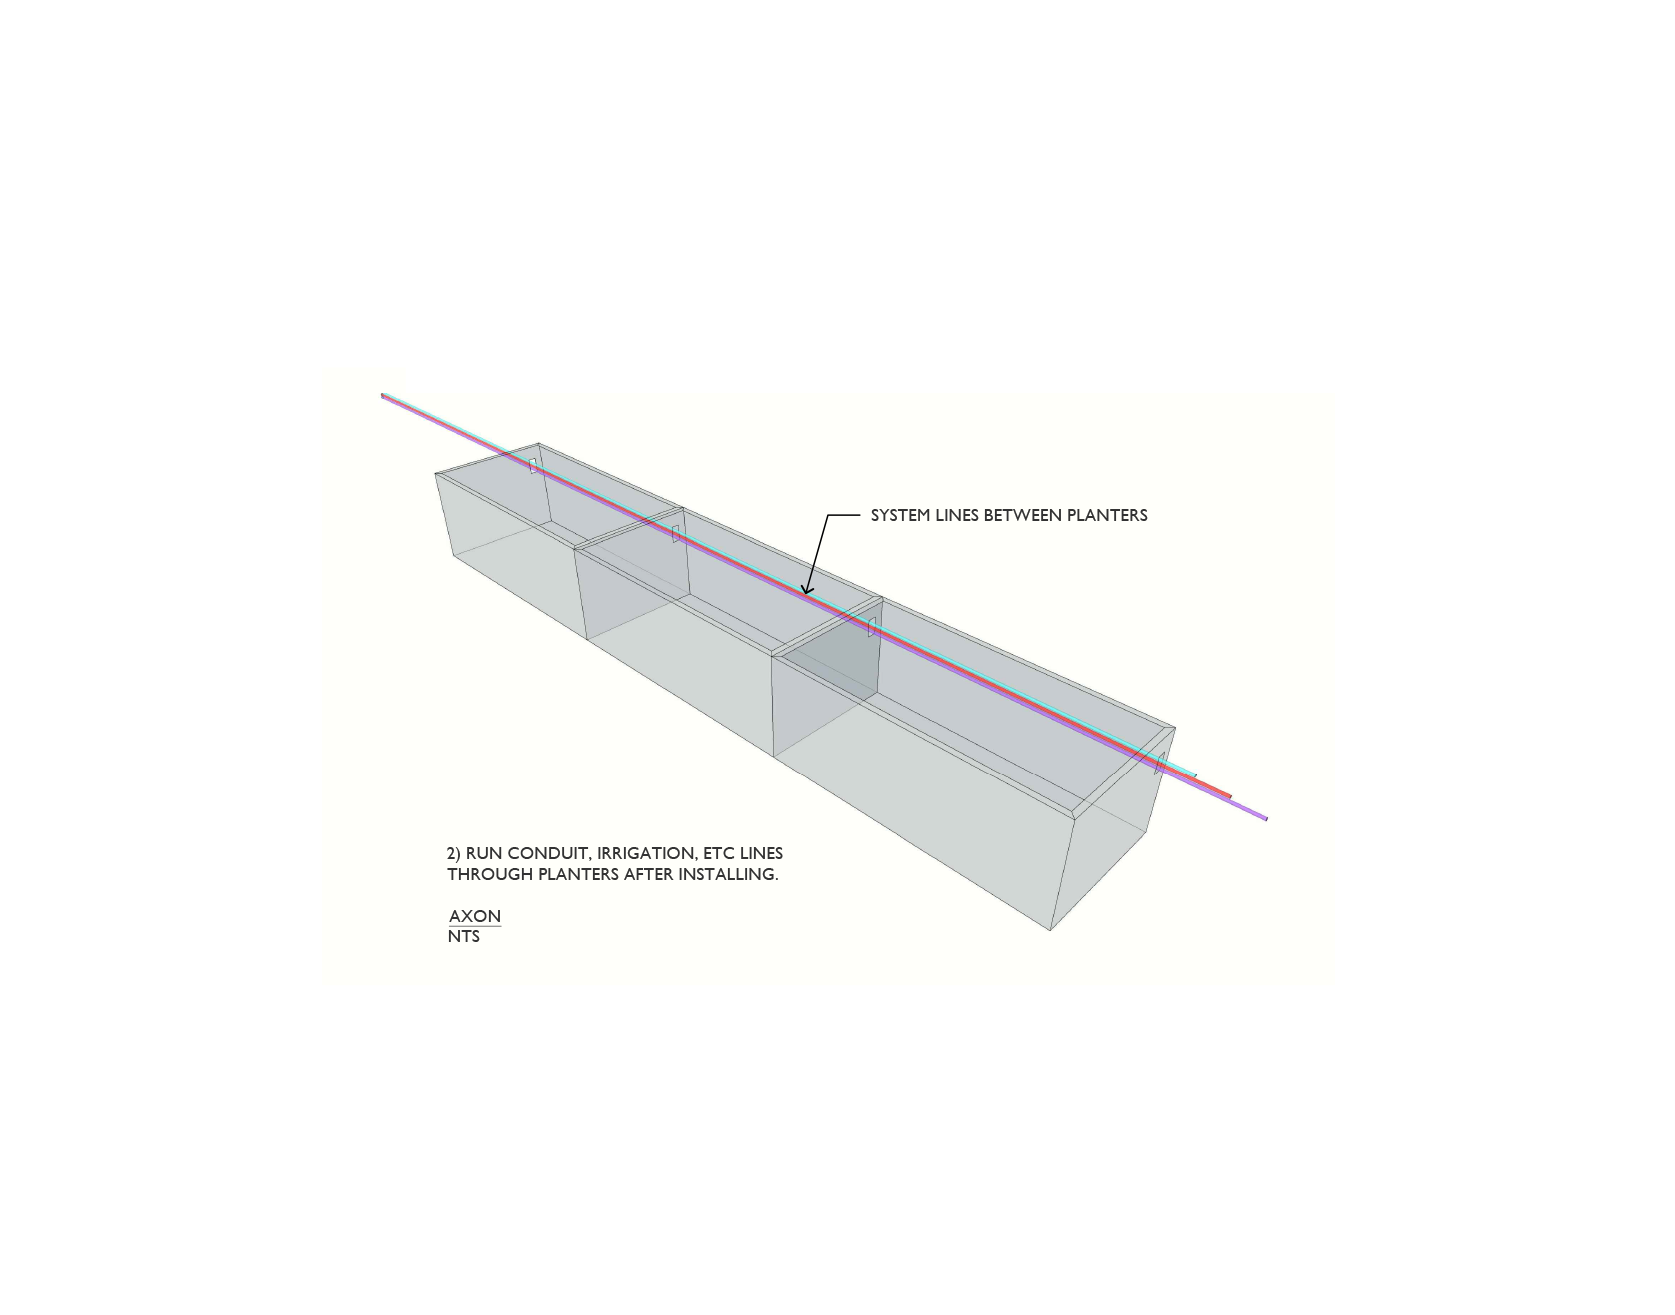 SYSTEM LINES BETWEEN PLANTERS
2) RUN CONDUIT, IRRIGATION, ETC LINES
THROUGH PLANTERS AFTER INSTALLING.
AXON
NTS